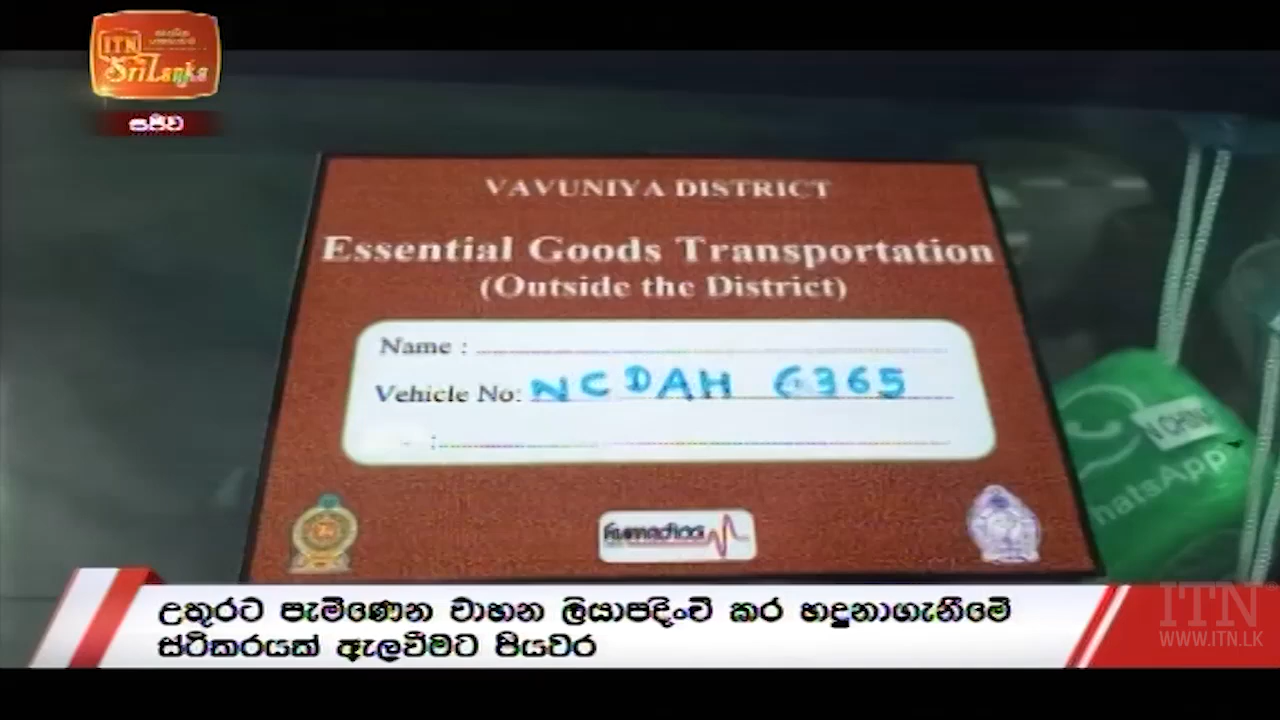 ITN
Sri Lanka
සජීව
VAVUNIYA DISTRICT
Essential Goods Transportation
(Outside the District)
Name :
Vehicle No: NCDAH 6365
:
WhatsApp
උතුරට පැමිණෙන වාහන ලියාපදිංචි කර හඳුනාගැනීමේ
ස්ටිකරයක් ඇලවීමට පියවර
ITN
WWW.ITN.LK